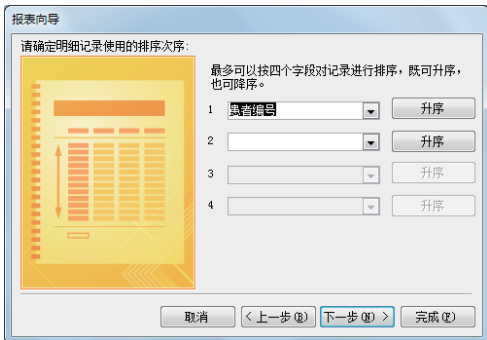 报表向导
请确定明细记录使用的排序次序:
最多可以按四个字段对记录进行排序，既可升序，
也可降序。
1 患者编号 升序
2 升序
3 升序
4 升序
取消 <上一步(B) 下一步(N)> 完成(F)